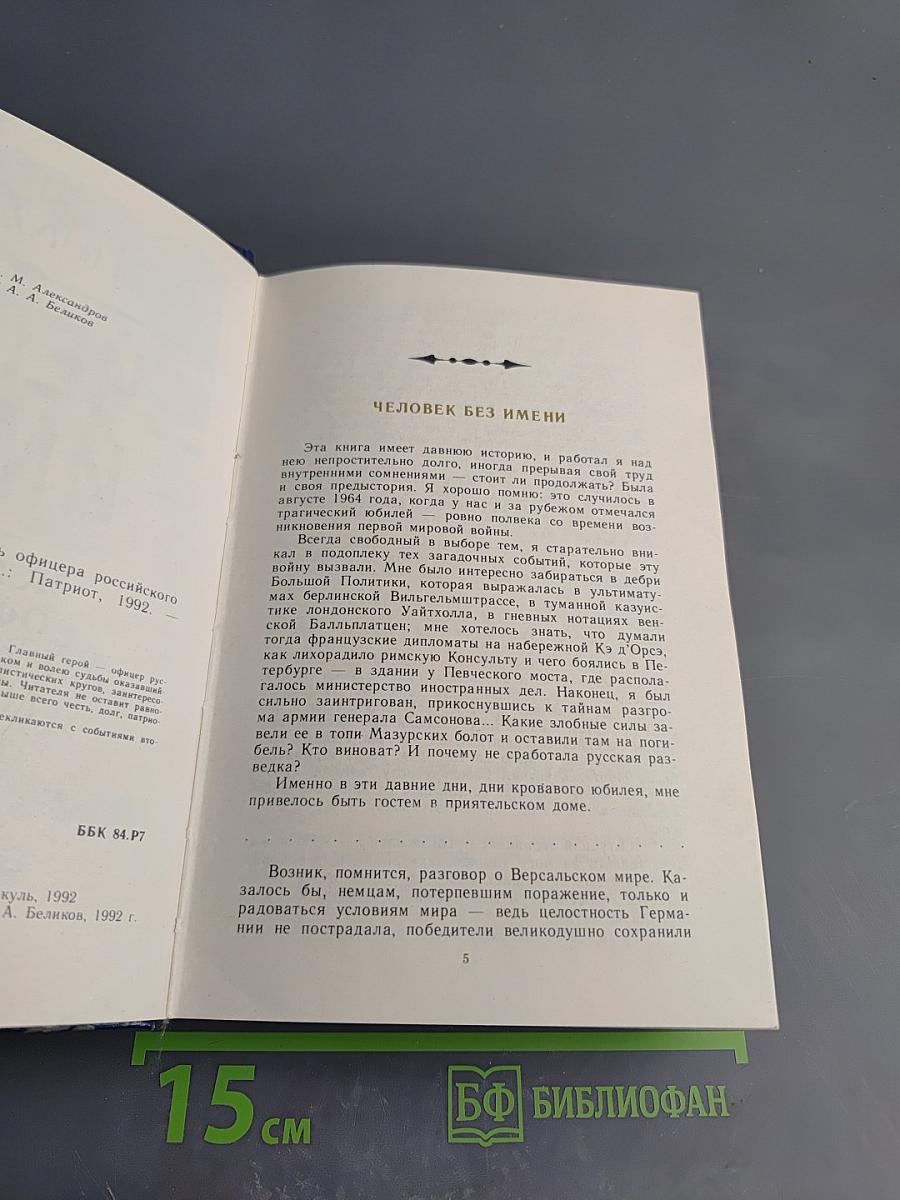 М. Александров
А. А. Беликов
офицера российского
Патриот, 1992. —
Главный герой — офицер рус-
ком и волею судьбы оказавший-
листических кругов, заинтересо-
ы. Читателя не оставит равно-
ыше всего честь, долг, патрио-
екликаются с событиями вто-
ББК 84.Р7
куль, 1992
А. Беликов, 1992 г.
ЧЕЛОВЕК БЕЗ ИМЕНИ
Эта книга имеет давнюю историю, и работал я над
нею непростительно долго, иногда прерывая свой труд
внутренними сомнениями — стоит ли продолжать? Была
и своя предыстория. Я хорошо помню: это случилось в
августе 1964 года, когда у нас и за рубежом отмечался
трагический юбилей — ровно полвека со времени воз-
никновения первой мировой войны.
Всегда свободный в выборе тем, я старательно вни-
кал в подоплеку тех загадочных событий, которые эту
войну вызвали. Мне было интересно забираться в дебри
Большой Политики, которая выражалась в ультимату-
мах берлинской Вильгельмштрассе, в туманной казуис-
тике лондонского Уайтхолла, в гневных нотациях вен-
ской Балльплатцен; мне хотелось знать, что думали
тогда французские дипломаты на набережной Кэ д'Орсэ,
как лихорадило римскую Консульту и чего боялись в Пе-
тербурге — в здании у Певческого моста, где распола-
галось министерство иностранных дел. Наконец, я был
сильно заинтригован, прикоснувшись к тайнам разгро-
ма армии генерала Самсонова... Какие злобные силы за-
вели ее в топи Мазурских болот и оставили там на поги-
бель? Кто виноват? И почему не сработала русская раз-
ведка?
Именно в эти давние дни, дни кровавого юбилея, мне
привелось быть гостем в приятельском доме.
. . . . . . . . . . . . . . . . . .
Возник, помнится, разговор о Версальском мире. Ка-
залось бы, немцам, потерпевшим поражение, только и
радоваться условиям мира — ведь целостность Герма-
нии не пострадала, победители великодушно сохранили
5
15 см
БФ БИБЛИОФАН